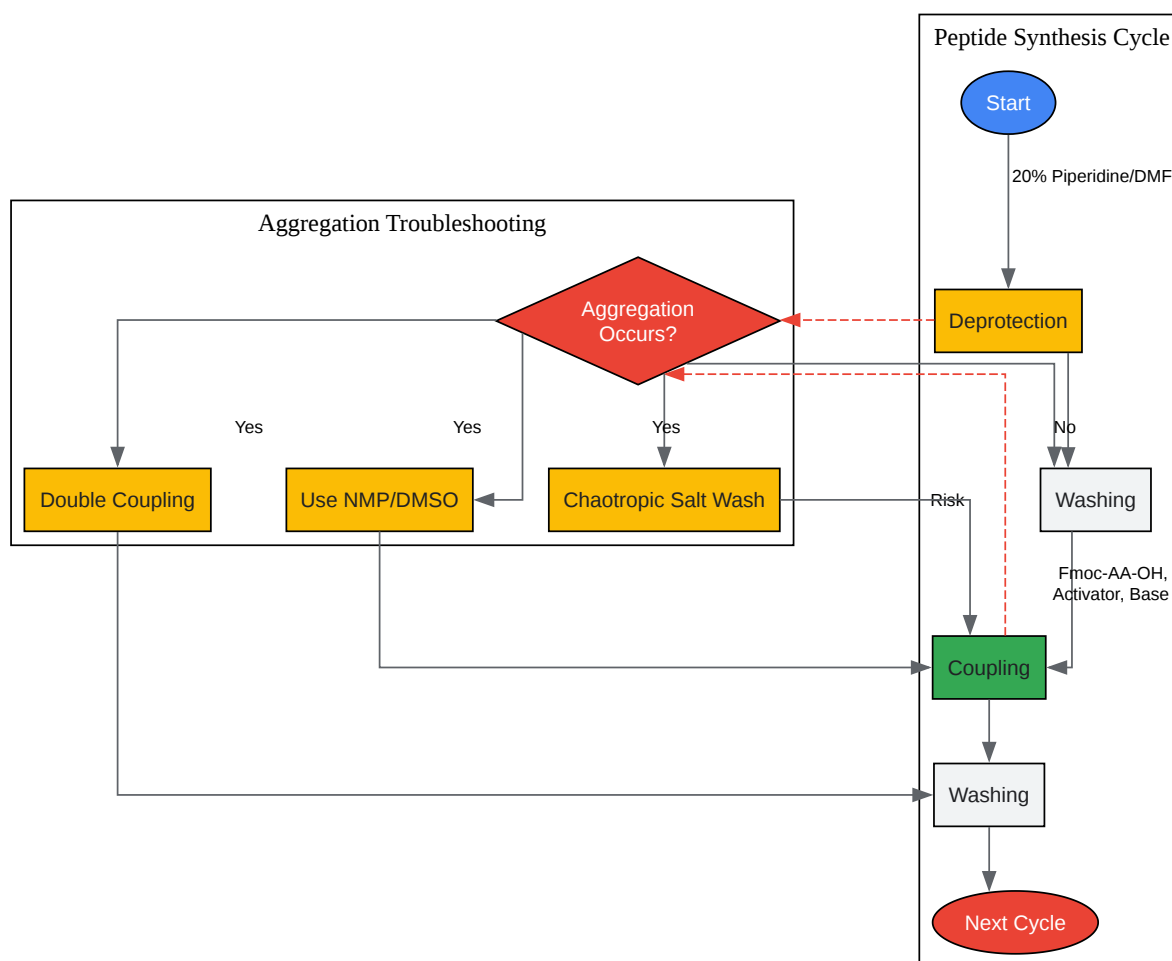 Peptide Synthesis Cycle
Start
20% Piperidine/DMF
Aggregation Troubleshooting
Aggregation
Occurs?
Deprotection
Yes
Yes
Yes
No
Double Coupling
Use NMP/DMSO
Chaotropic Salt Wash
Risk
Washing
Fmoc-AA-OH,
Activator, Base
Coupling
Washing
Next Cycle